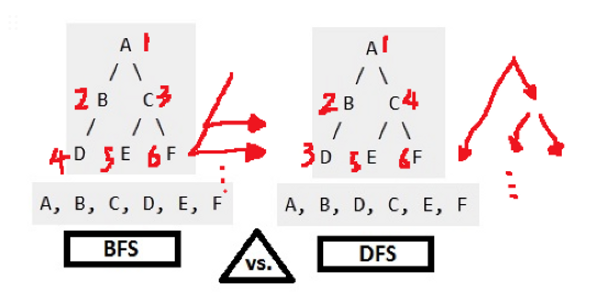 A 1
2 B C 3
4 D 5 E 6 F
A, B, C, D, E, F
BFS
vs.
A 1
2 B C 4
3 D 5 E 6 F
A, B, D, C, E, F
DFS